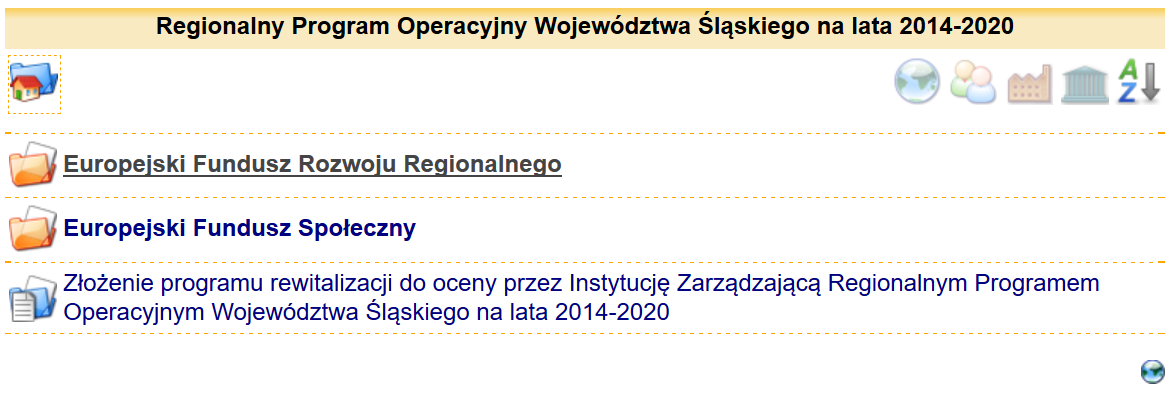 Regionalny Program Operacyjny Województwa Śląskiego na lata 2014-2020
A
Z
Europejski Fundusz Rozwoju Regionalnego
Europejski Fundusz Społeczny
Złożenie programu rewitalizacji do oceny przez Instytucję Zarządzającą Regionalnym Programem
Operacyjnym Województwa Śląskiego na lata 2014-2020